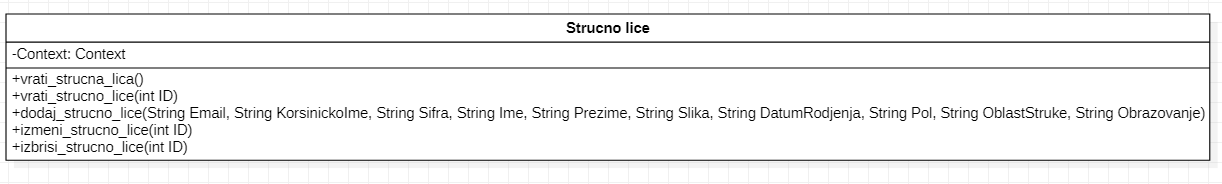 Strucno lice
-Context: Context
+vrati_strucna_lica()
+vrati_strucno_lice(int ID)
+dodaj_strucno_lice(String Email, String KorsinickoIme, String Sifra, String Ime, String Prezime, String Slika, String DatumRodjenja, String Pol, String OblastStruke, String Obrazovanje)
+izmeni_strucno_lice(int ID)
+izbrisi_strucno_lice(int ID)